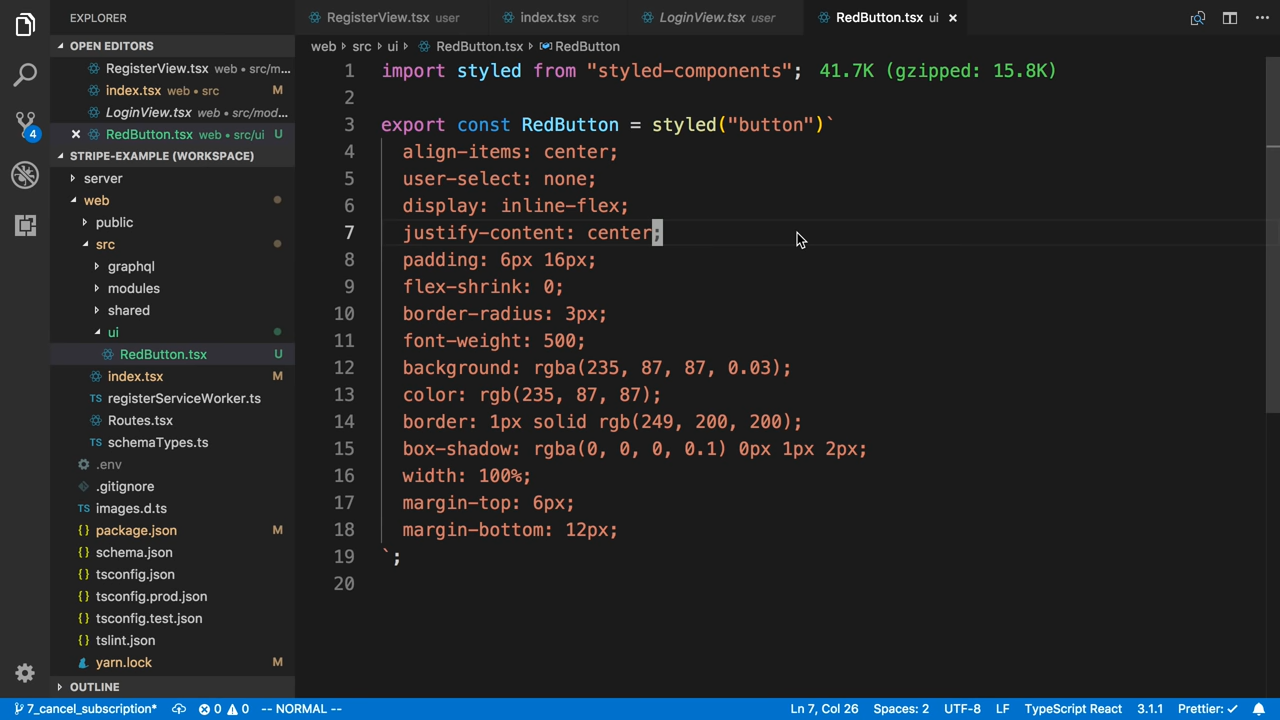 EXPLORER
OPEN EDITORS
RegisterView.tsx web • src/m...
index.tsx web • src M
LoginView.tsx web • src/mod...
RedButton.tsx web • src/ui U
STRIPE-EXAMPLE (WORKSPACE)
server
web
public
src
graphql
modules
shared
ui
RedButton.tsx U
index.tsx M
TS registerServiceWorker.ts
Routes.tsx
TS schemaTypes.ts
.env
.gitignore
TS images.d.ts
{} package.json M
{} schema.json
{} tsconfig.json
{} tsconfig.prod.json
{} tsconfig.test.json
{} tslint.json
yarn.lock M
OUTLINE
4
RegisterView.tsx user index.tsx src LoginView.tsx user RedButton.tsx ui
web src ui RedButton.tsx RedButton
1 import styled from "styled-components"; 41.7K (gzipped: 15.8K)
2
3 export const RedButton = styled("button")`
4 align-items: center;
5 user-select: none;
6 display: inline-flex;
7 justify-content: center;
8 padding: 6px 16px;
9 flex-shrink: 0;
10 border-radius: 3px;
11 font-weight: 500;
12 background: rgba(235, 87, 87, 0.03);
13 color: rgb(235, 87, 87);
14 border: 1px solid rgb(249, 200, 200);
15 box-shadow: rgba(0, 0, 0, 0.1) 0px 1px 2px;
16 width: 100%;
17 margin-top: 6px;
18 margin-bottom: 12px;
19 `;
20
7_cancel_subscription* 0 0 -- NORMAL -- Ln 7, Col 26 Spaces: 2 UTF-8 LF TypeScript React 3.1.1 Prettier: ✓